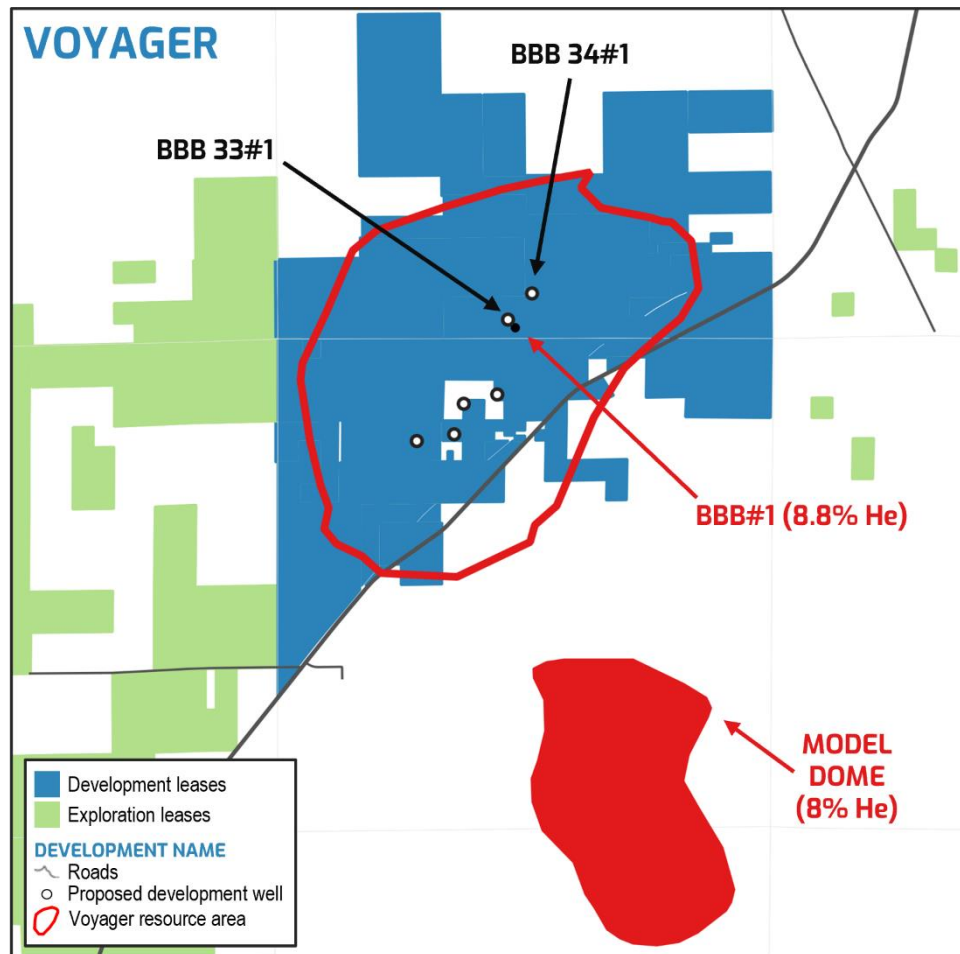 VOYAGER
BBB 34#1
BBB 33#1
BBB#1 (8.8% He)
MODEL
DOME
(8% He)
Development leases
Exploration leases
DEVELOPMENT NAME
Roads
Proposed development well
Voyager resource area